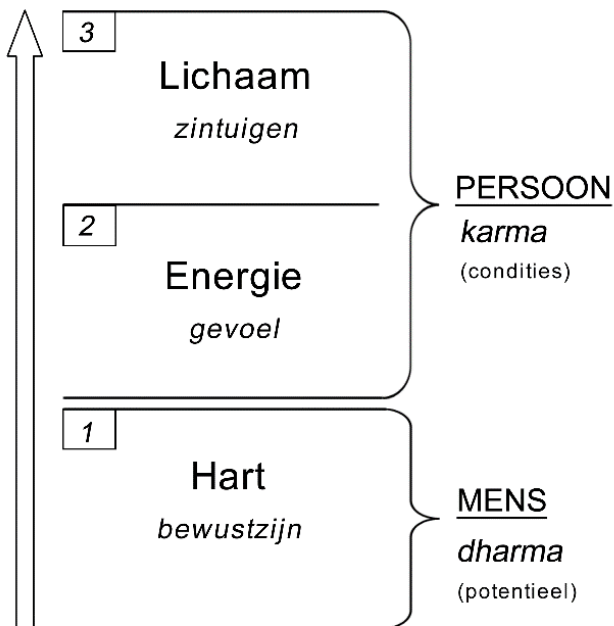 3
Lichaam
zintuigen
2
Energie
gevoel
PERSOON
karma
(condities)
1
Hart
bewustzijn
MENS
dharma
(potentieel)